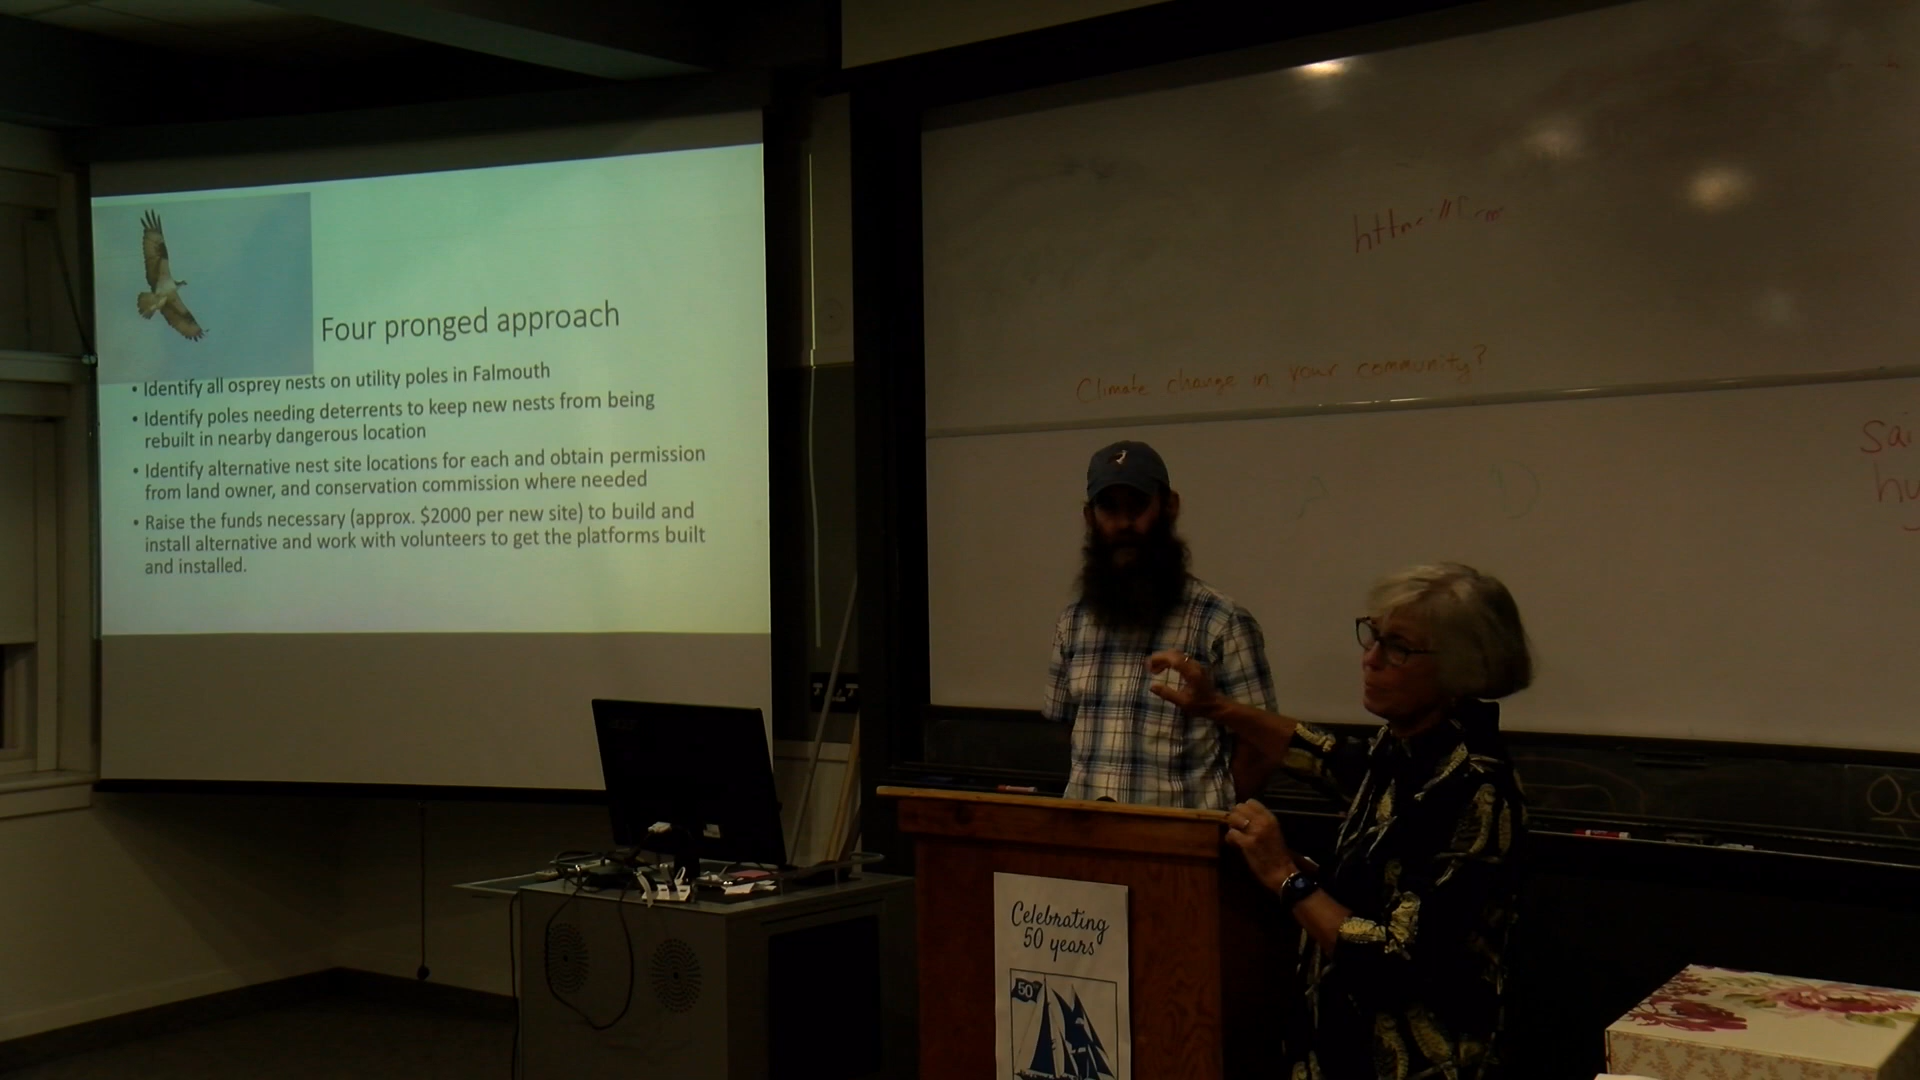 Four pronged approach
• Identify all osprey nests on utility poles in Falmouth
• Identify poles needing deterrents to keep new nests from being
rebuilt in nearby dangerous location
• Identify alternative nest site locations for each and obtain permission
from land owner, and conservation commission where needed
• Raise the funds necessary (approx. $2000 per new site) to build and
install alternative and work with volunteers to get the platforms built
and installed.
Climate change in your community?
Celebrating
50 years
50